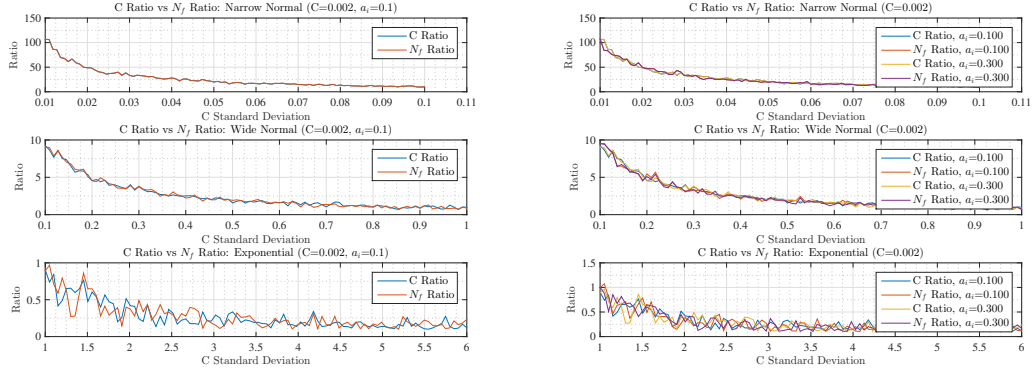 C Ratio vs N_f Ratio: Narrow Normal (C=0.002, a_i=0.1)
150
100
50
0
Ratio
C Ratio
N_f Ratio
0.01 0.02 0.03 0.04 0.05 0.06 0.07 0.08 0.09 0.1 0.11
C Standard Deviation
C Ratio vs N_f Ratio: Wide Normal (C=0.002, a_i=0.1)
10
5
0
Ratio
C Ratio
N_f Ratio
0.1 0.2 0.3 0.4 0.5 0.6 0.7 0.8 0.9 1
C Standard Deviation
C Ratio vs N_f Ratio: Exponential (C=0.002, a_i=0.1)
1
0.5
0
Ratio
C Ratio
N_f Ratio
1 1.5 2 2.5 3 3.5 4 4.5 5 5.5 6
C Standard Deviation
C Ratio vs N_f Ratio: Narrow Normal (C=0.002)
150
100
50
0
Ratio
C Ratio, a_i=0.100
N_f Ratio, a_i=0.100
C Ratio, a_i=0.300
N_f Ratio, a_i=0.300
0.01 0.02 0.03 0.04 0.05 0.06 0.07 0.08 0.09 0.1 0.11
C Standard Deviation
C Ratio vs N_f Ratio: Wide Normal (C=0.002)
10
5
0
Ratio
C Ratio, a_i=0.100
N_f Ratio, a_i=0.100
C Ratio, a_i=0.300
N_f Ratio, a_i=0.300
0.1 0.2 0.3 0.4 0.5 0.6 0.7 0.8 0.9 1
C Standard Deviation
C Ratio vs N_f Ratio: Exponential (C=0.002)
1.5
1
0.5
0
Ratio
C Ratio, a_i=0.100
N_f Ratio, a_i=0.100
C Ratio, a_i=0.300
N_f Ratio, a_i=0.300
1 1.5 2 2.5 3 3.5 4 4.5 5 5.5 6
C Standard Deviation